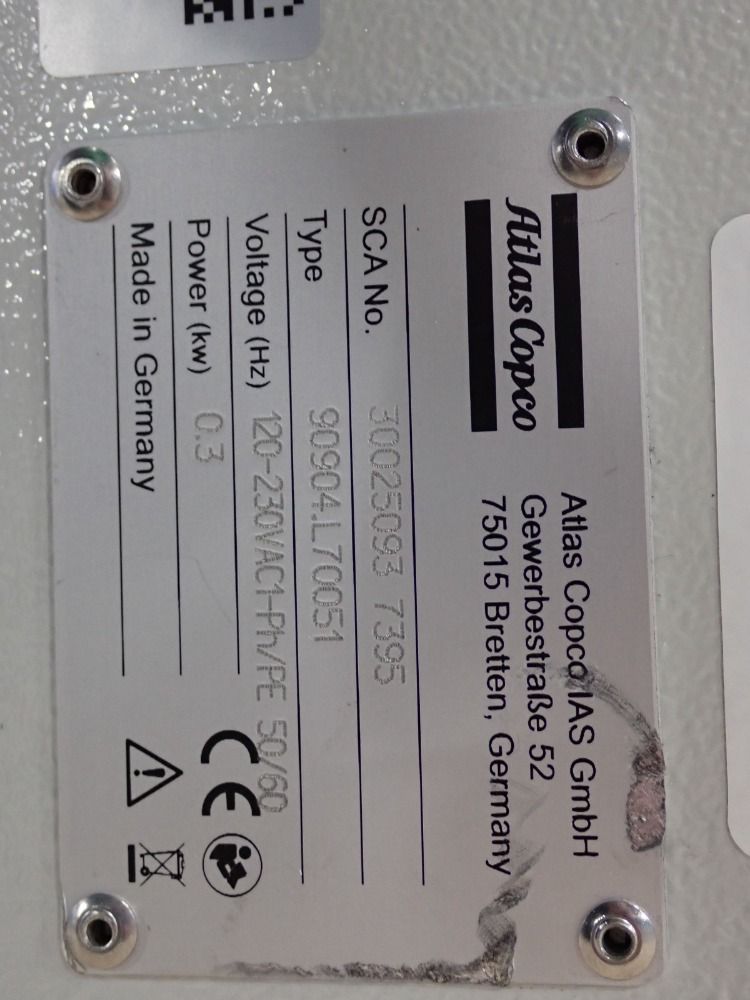 Atlas Copco
Atlas Copco IAS GmbH
Gewerbestraße 52
75015 Bretten, Germany
SCA No. 30025093 7395
Type 90904.L70051
Voltage (Hz) 120-230VAC1-Ph/PE 50/60
Power (kw) 0.3
Made in Germany
CE